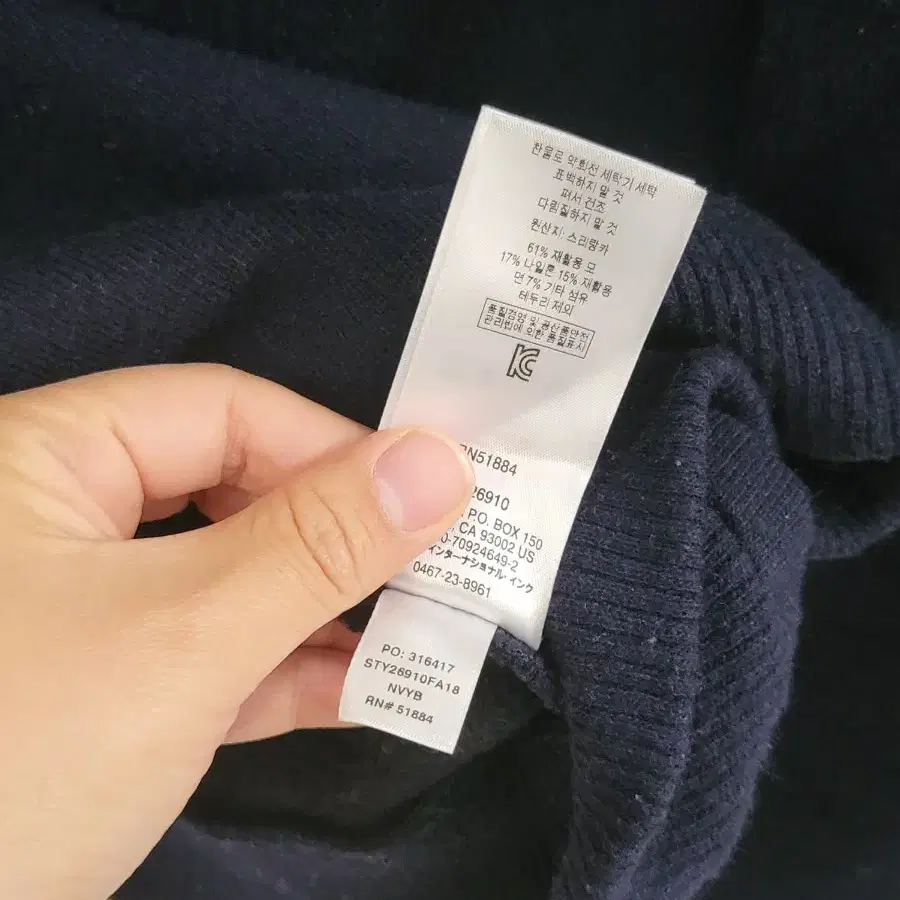 찬물로 약회전 세탁기 세탁
표백하지 말 것
펴서 건조
다림질하지 말 것
원산지: 스리랑카
61% 재활용 모
17% 나일론 15% 재활용
면 7% 기타 섬유
테두리 제외
품질경영 및 공산품안전
관리법에 의한 품질표시
RN51884
26910
P.O. BOX 150
CA 93002 US
0-70924649-2
インターナショナル・インク
0467-23-8961
PO: 316417
STY26910FA18
NVYB
RN# 51884